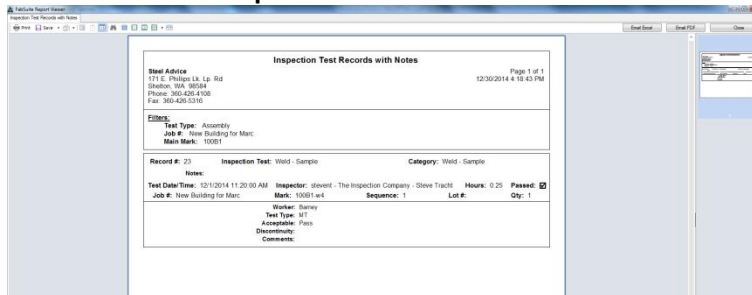 FabSuite Report Viewer
Inspection Test Records with Notes
Print Save Email Excel Email PDF Close
Inspection Test Records with Notes
Steel Advice Page 1 of 1
171 E. Phillips Lk. Lp. Rd 12/30/2014 4:18:43 PM
Shelton, WA 98584
Phone: 360-426-4108
Fax: 360-426-5316
Filters:
Test Type: Assembly
Job #: New Building for Marc
Main Mark: 100B1
Record #: 23 Inspection Test: Weld - Sample Category: Weld - Sample
Notes:
Test Date/Time: 12/1/2014 11:20:00 AM Inspector: stevent - The Inspection Company - Steve Tracht Hours: 0.25 Passed:
Job #: New Building for Marc Mark: 100B1-w4 Sequence: 1 Lot #: Qty: 1
Worker: Barney
Test Type: MT
Acceptable: Pass
Discontinuity:
Comments: